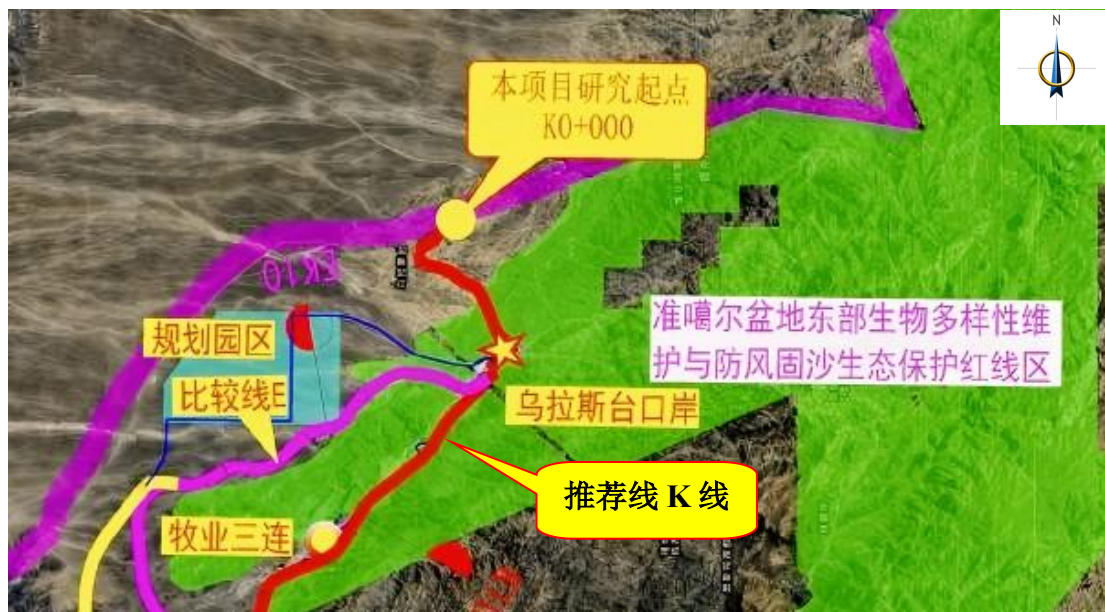 N
本项目研究起点
K0+000
规划园区
比较线E
准噶尔盆地东部生物多样性维
护与防风固沙生态保护红线区
乌拉斯台口岸
推荐线 K 线
牧业三连